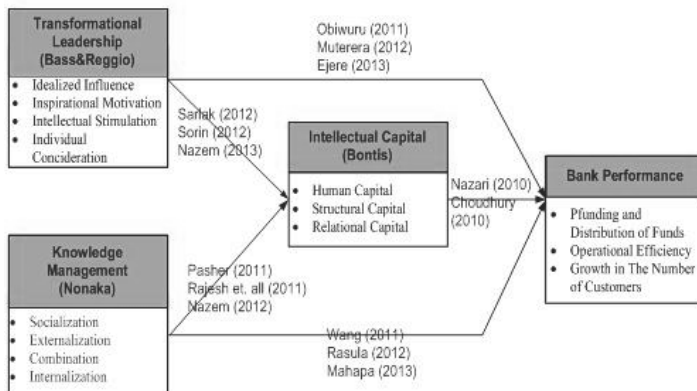 Transformational
Leadership
(Bass&Reggio)
• Idealized Influence
• Inspirational Motivation
• Intellectual Stimulation
• Individual
Concideration
Obiwuru (2011)
Muterera (2012)
Ejere (2013)
Sarlak (2012)
Sorin (2012)
Nazem (2013)
Intellectual Capital
(Bontis)
• Human Capital
• Structural Capital
• Relational Capital
Nazari (2010)
Choudhury
(2010)
Bank Performance
• Pfunding and
Distribution of Funds
• Operational Efficiency
• Growth in The Number
of Customers
Knowledge
Management
(Nonaka)
• Socialization
• Externalization
• Combination
• Internalization
Pasher (2011)
Rajesh et. all (2011)
Nazem (2012)
Wang (2011)
Rasula (2012)
Mahapa (2013)